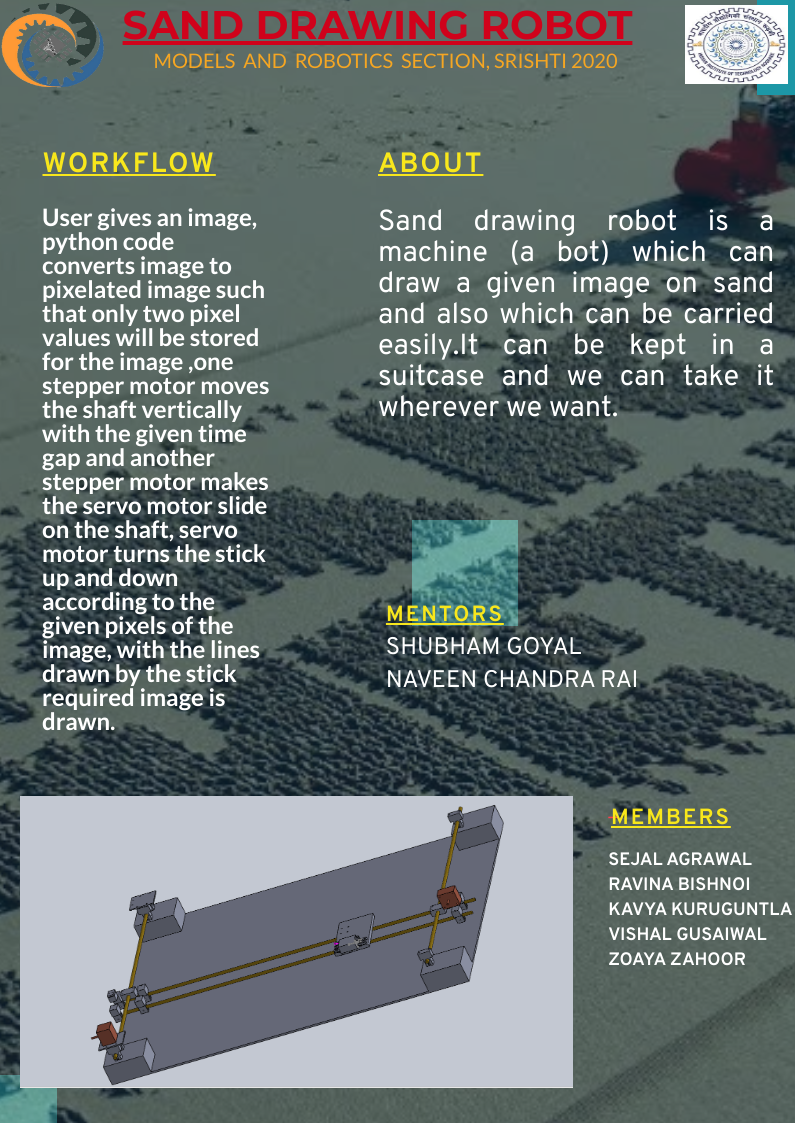 SAND DRAWING ROBOT
MODELS AND ROBOTICS SECTION, SRISHTI 2020
WORKFLOW
User gives an image,
python code
converts image to
pixelated image such
that only two pixel
values will be stored
for the image ,one
stepper motor moves
the shaft vertically
with the given time
gap and another
stepper motor makes
the servo motor slide
on the shaft, servo
motor turns the stick
up and down
according to the
given pixels of the
image, with the lines
drawn by the stick
required image is
drawn.
ABOUT
Sand drawing robot is a
machine (a bot) which can
draw a given image on sand
and also which can be carried
easily.It can be kept in a
suitcase and we can take it
wherever we want.
MENTORS
SHUBHAM GOYAL
NAVEEN CHANDRA RAI
MEMBERS
SEJAL AGRAWAL
RAVINA BISHNOI
KAVYA KURUGUNTLA
VISHAL GUSAIWAL
ZOAYA ZAHOOR